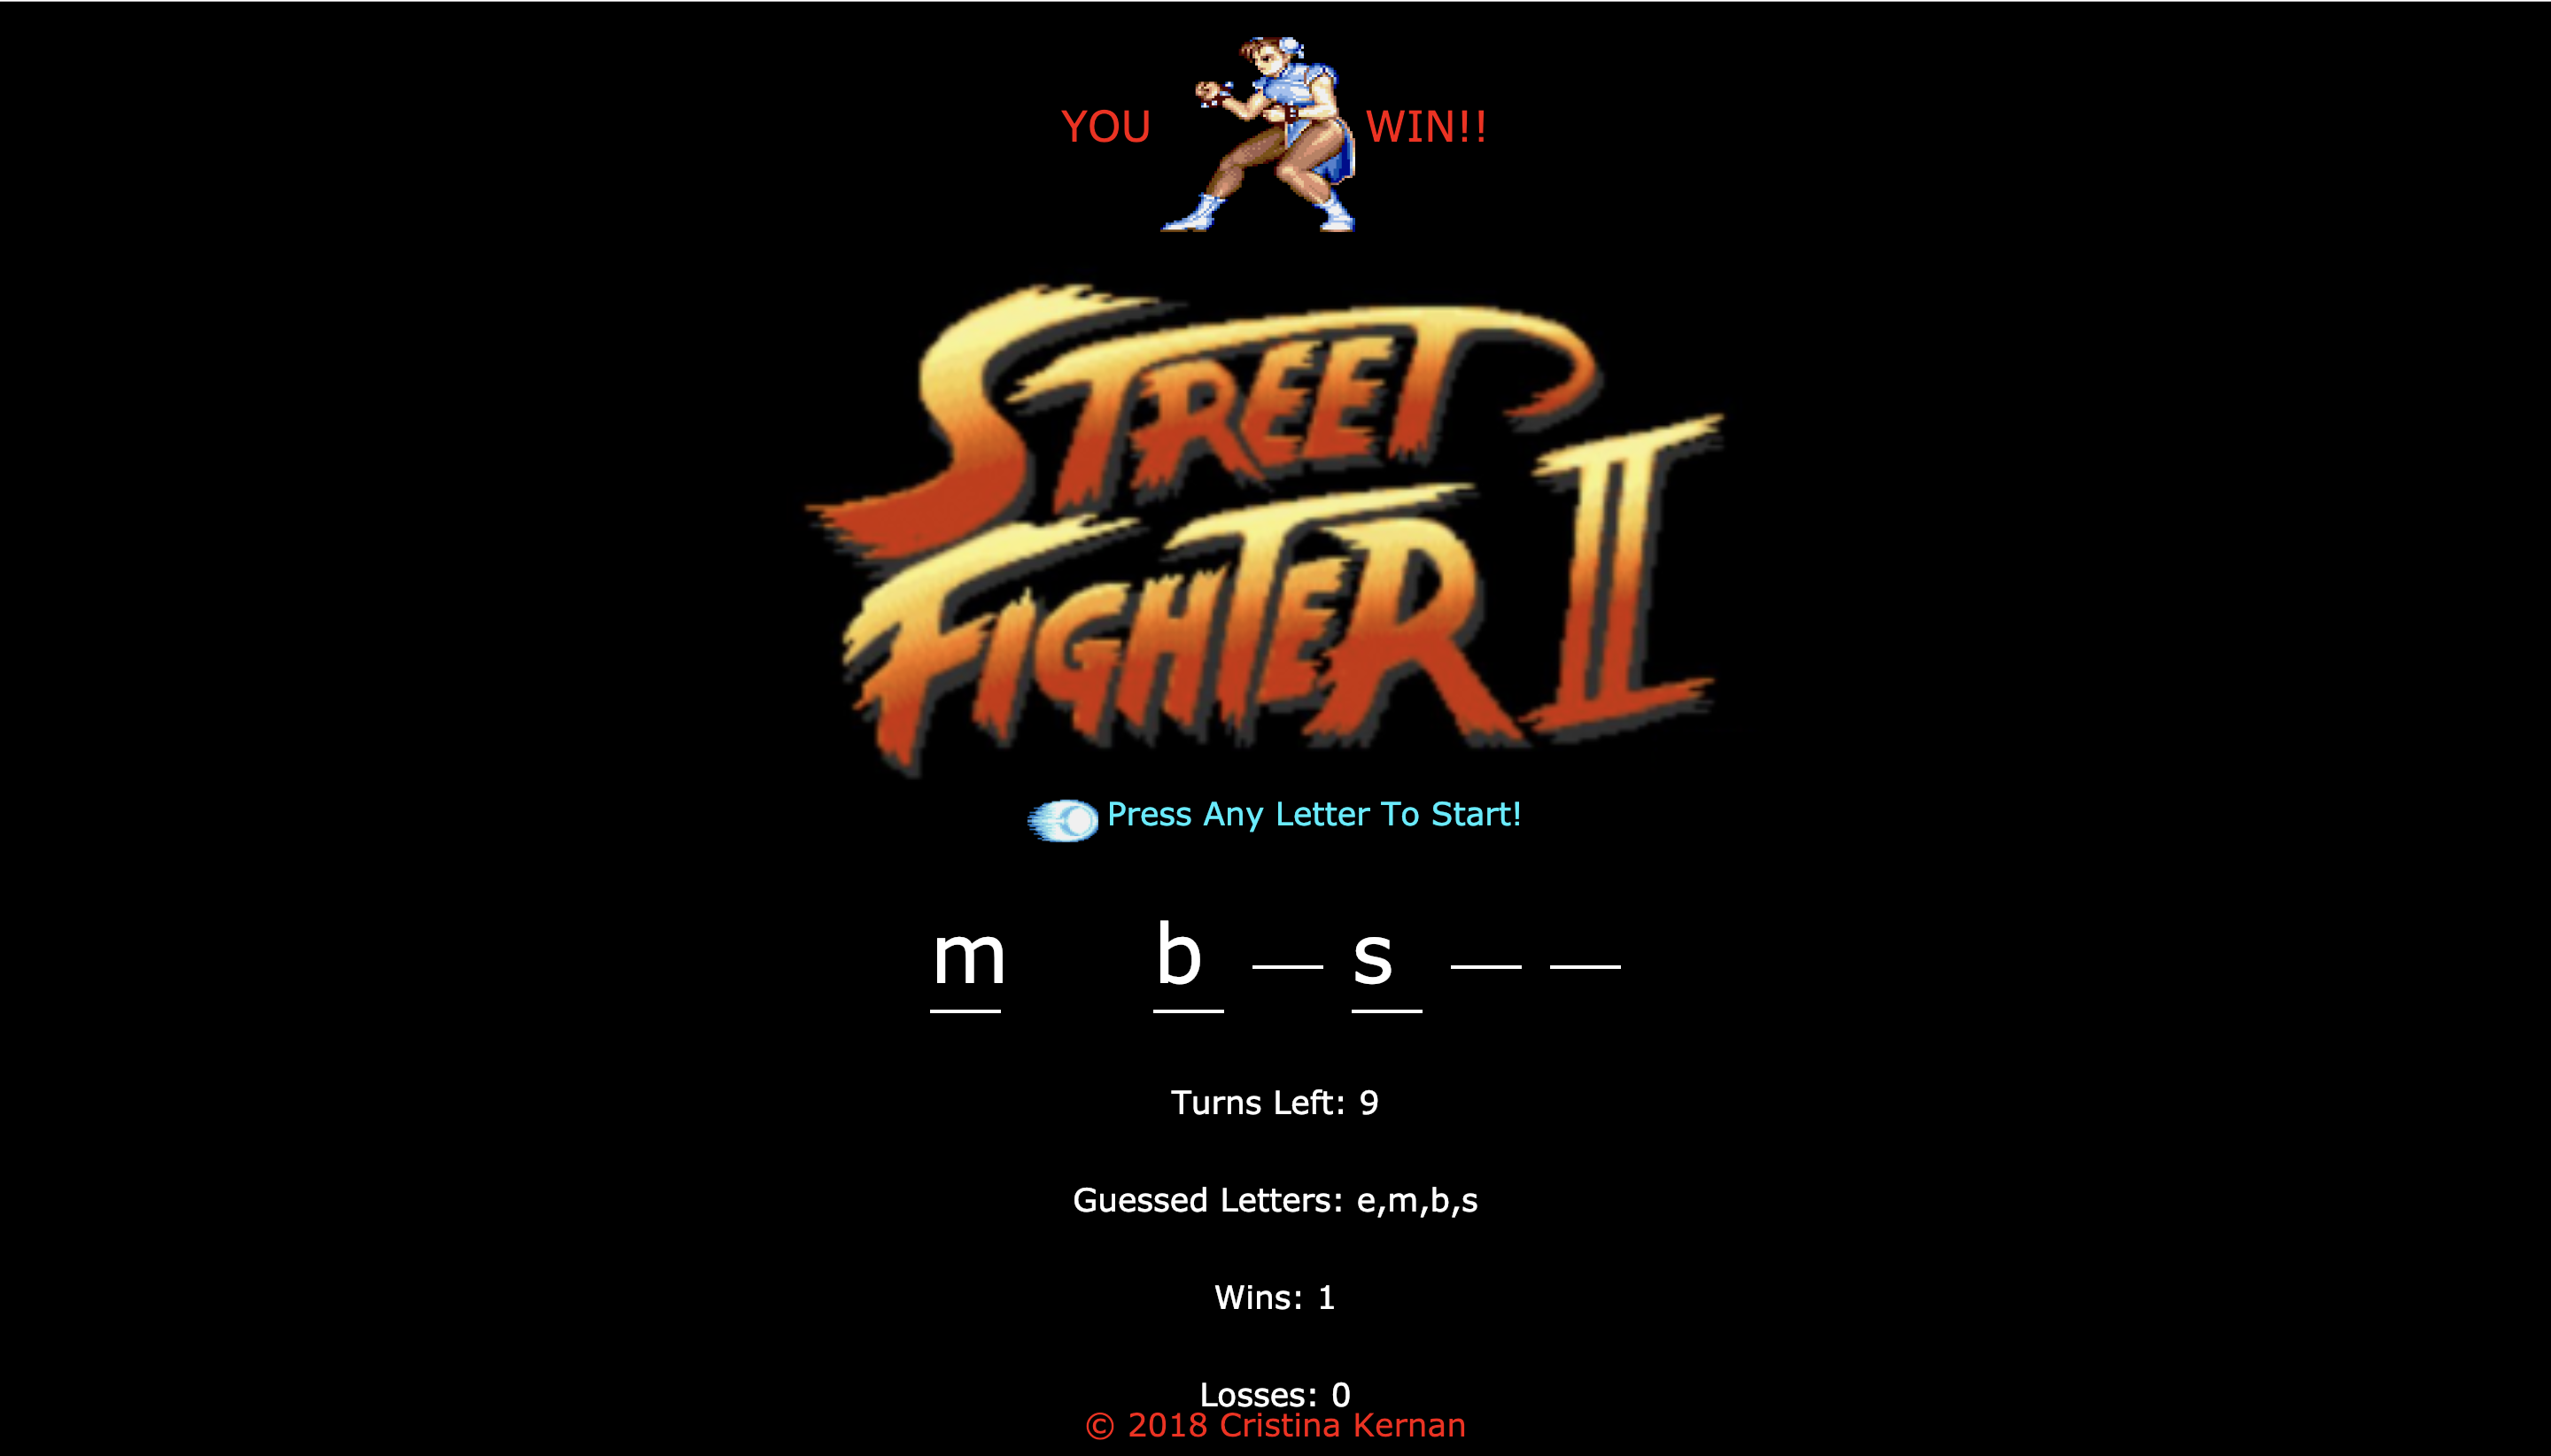 YOU WIN!!
STREET
FIGHTER II
Press Any Letter To Start!
m b _ s _ _
Turns Left: 9
Guessed Letters: e,m,b,s
Wins: 1
Losses: 0
© 2018 Cristina Kernan